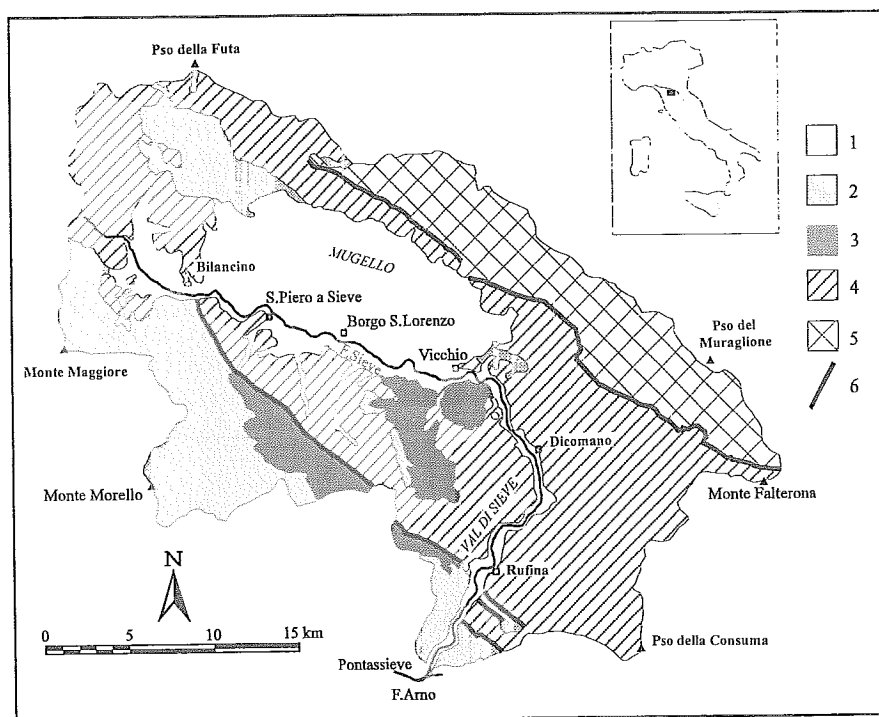 Pso della Futa
1
2
3
4
5
6
MUGELLO
Bilancino
S.Piero a Sieve
Borgo S.Lorenzo
F. Sieve
Vicchio
Pso del
Muraglione
Monte Maggiore
Dicomano
Monte Morello
Monte Falterona
VAL DI SIEVE
N
Rufina
0 5 10 15 km
Pso della Consuma
Pontassieve
F.Arno